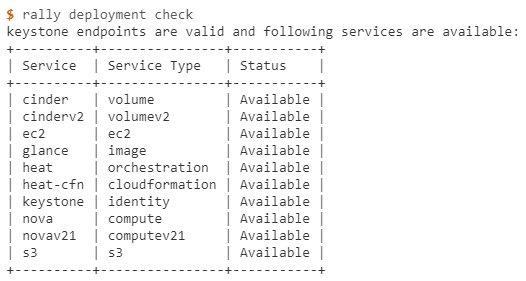 $ rally deployment check
keystone endpoints are valid and following services are available:
+----------+----------------+-----------+
| Service  | Service Type   | Status    |
+----------+----------------+-----------+
| cinder   | volume         | Available |
| cinderv2 | volumev2       | Available |
| ec2      | ec2            | Available |
| glance   | image          | Available |
| heat     | orchestration  | Available |
| heat-cfn | cloudformation | Available |
| keystone | identity       | Available |
| nova     | compute        | Available |
| novav21  | computev21     | Available |
| s3       | s3             | Available |
+----------+----------------+-----------+